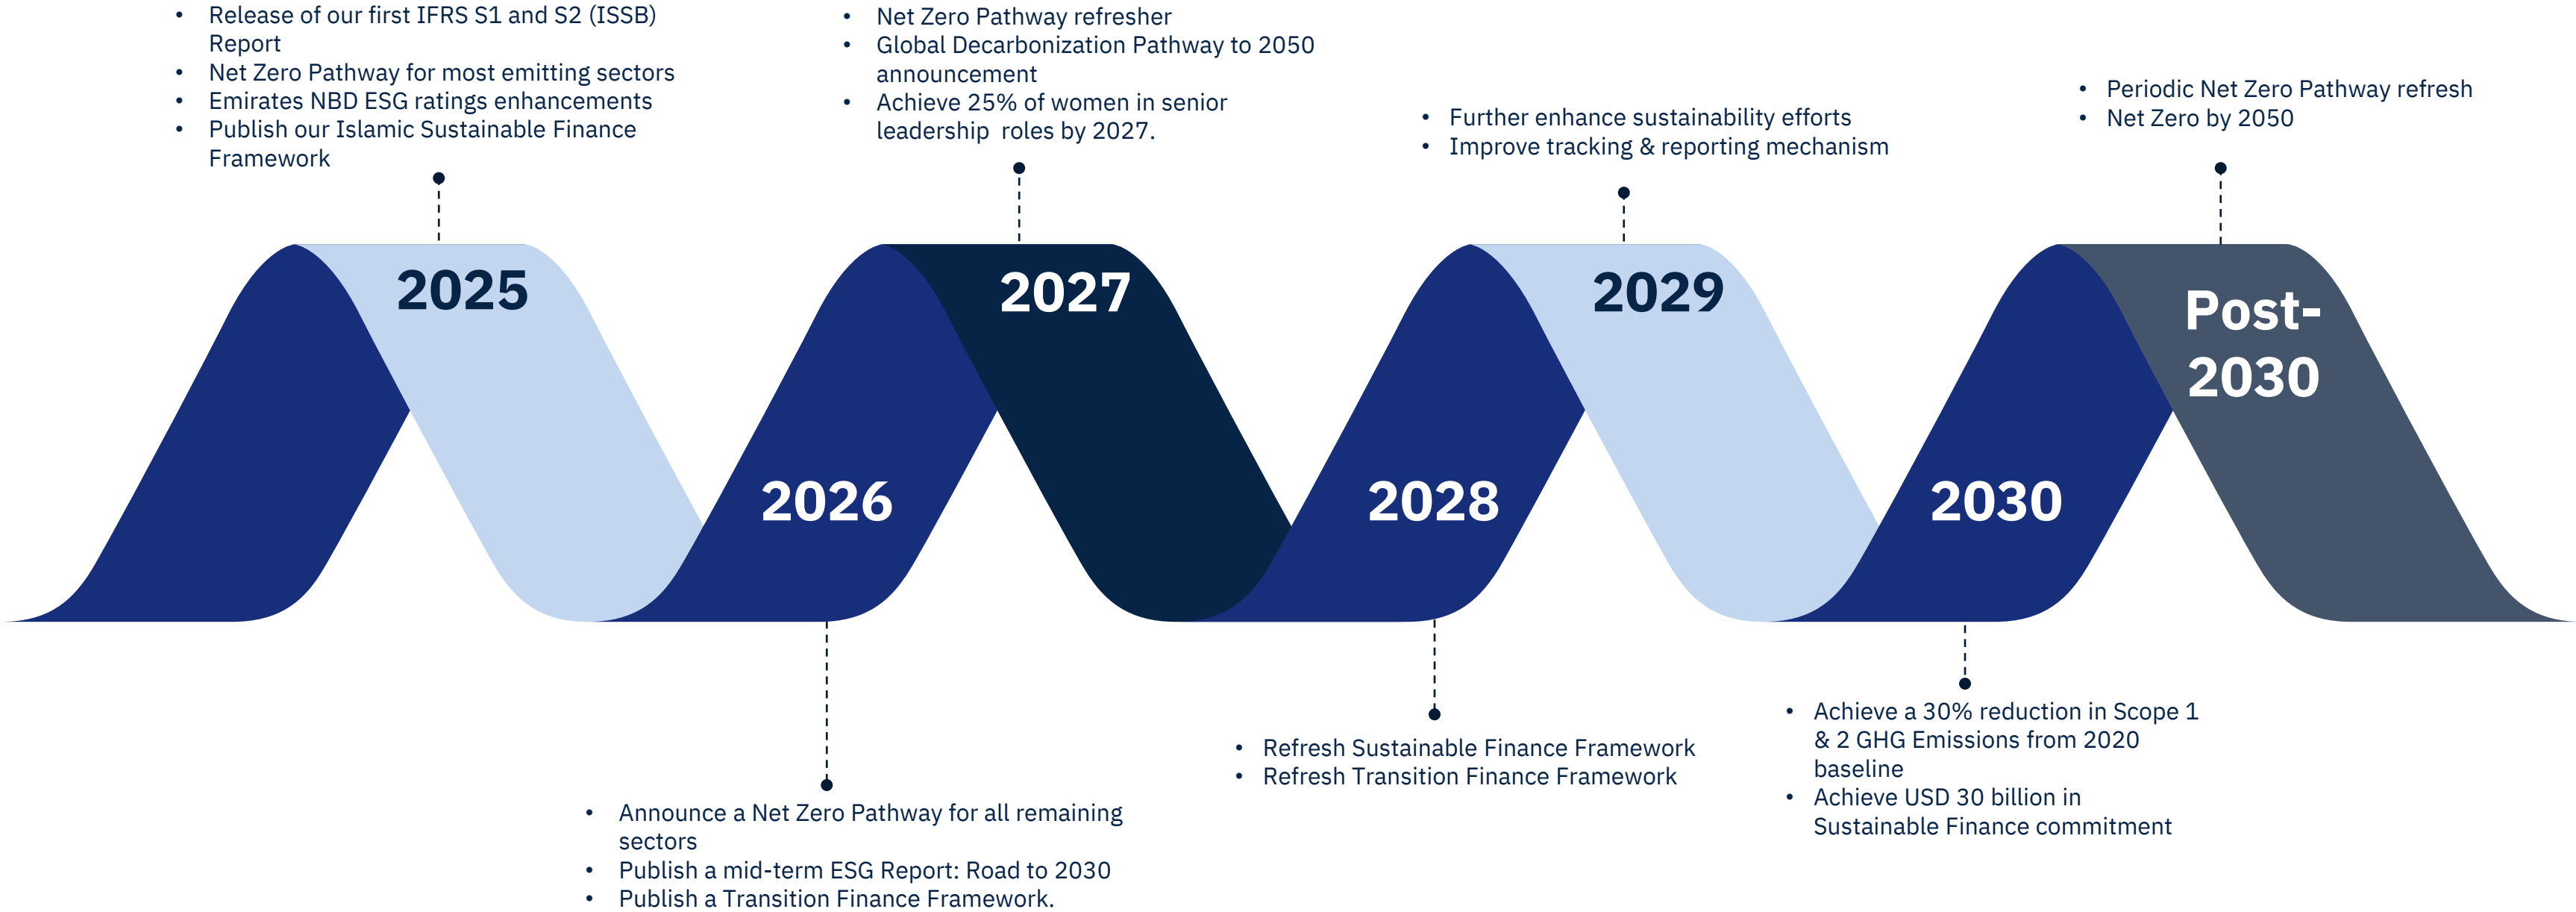 • Release of our first IFRS S1 and S2 (ISSB)
Report
• Net Zero Pathway for most emitting sectors
• Emirates NBD ESG ratings enhancements
• Publish our Islamic Sustainable Finance
Framework
• Net Zero Pathway refresher
• Global Decarbonization Pathway to 2050
announcement
• Achieve 25% of women in senior
leadership  roles by 2027.
• Further enhance sustainability efforts
• Improve tracking & reporting mechanism
• Periodic Net Zero Pathway refresh
• Net Zero by 2050
2025
2027
2029
Post-
2030
2026
2028
2030
• Announce a Net Zero Pathway for all remaining
sectors
• Publish a mid-term ESG Report: Road to 2030
• Publish a Transition Finance Framework.
• Refresh Sustainable Finance Framework
• Refresh Transition Finance Framework
• Achieve a 30% reduction in Scope 1
& 2 GHG Emissions from 2020
baseline
• Achieve USD 30 billion in
Sustainable Finance commitment